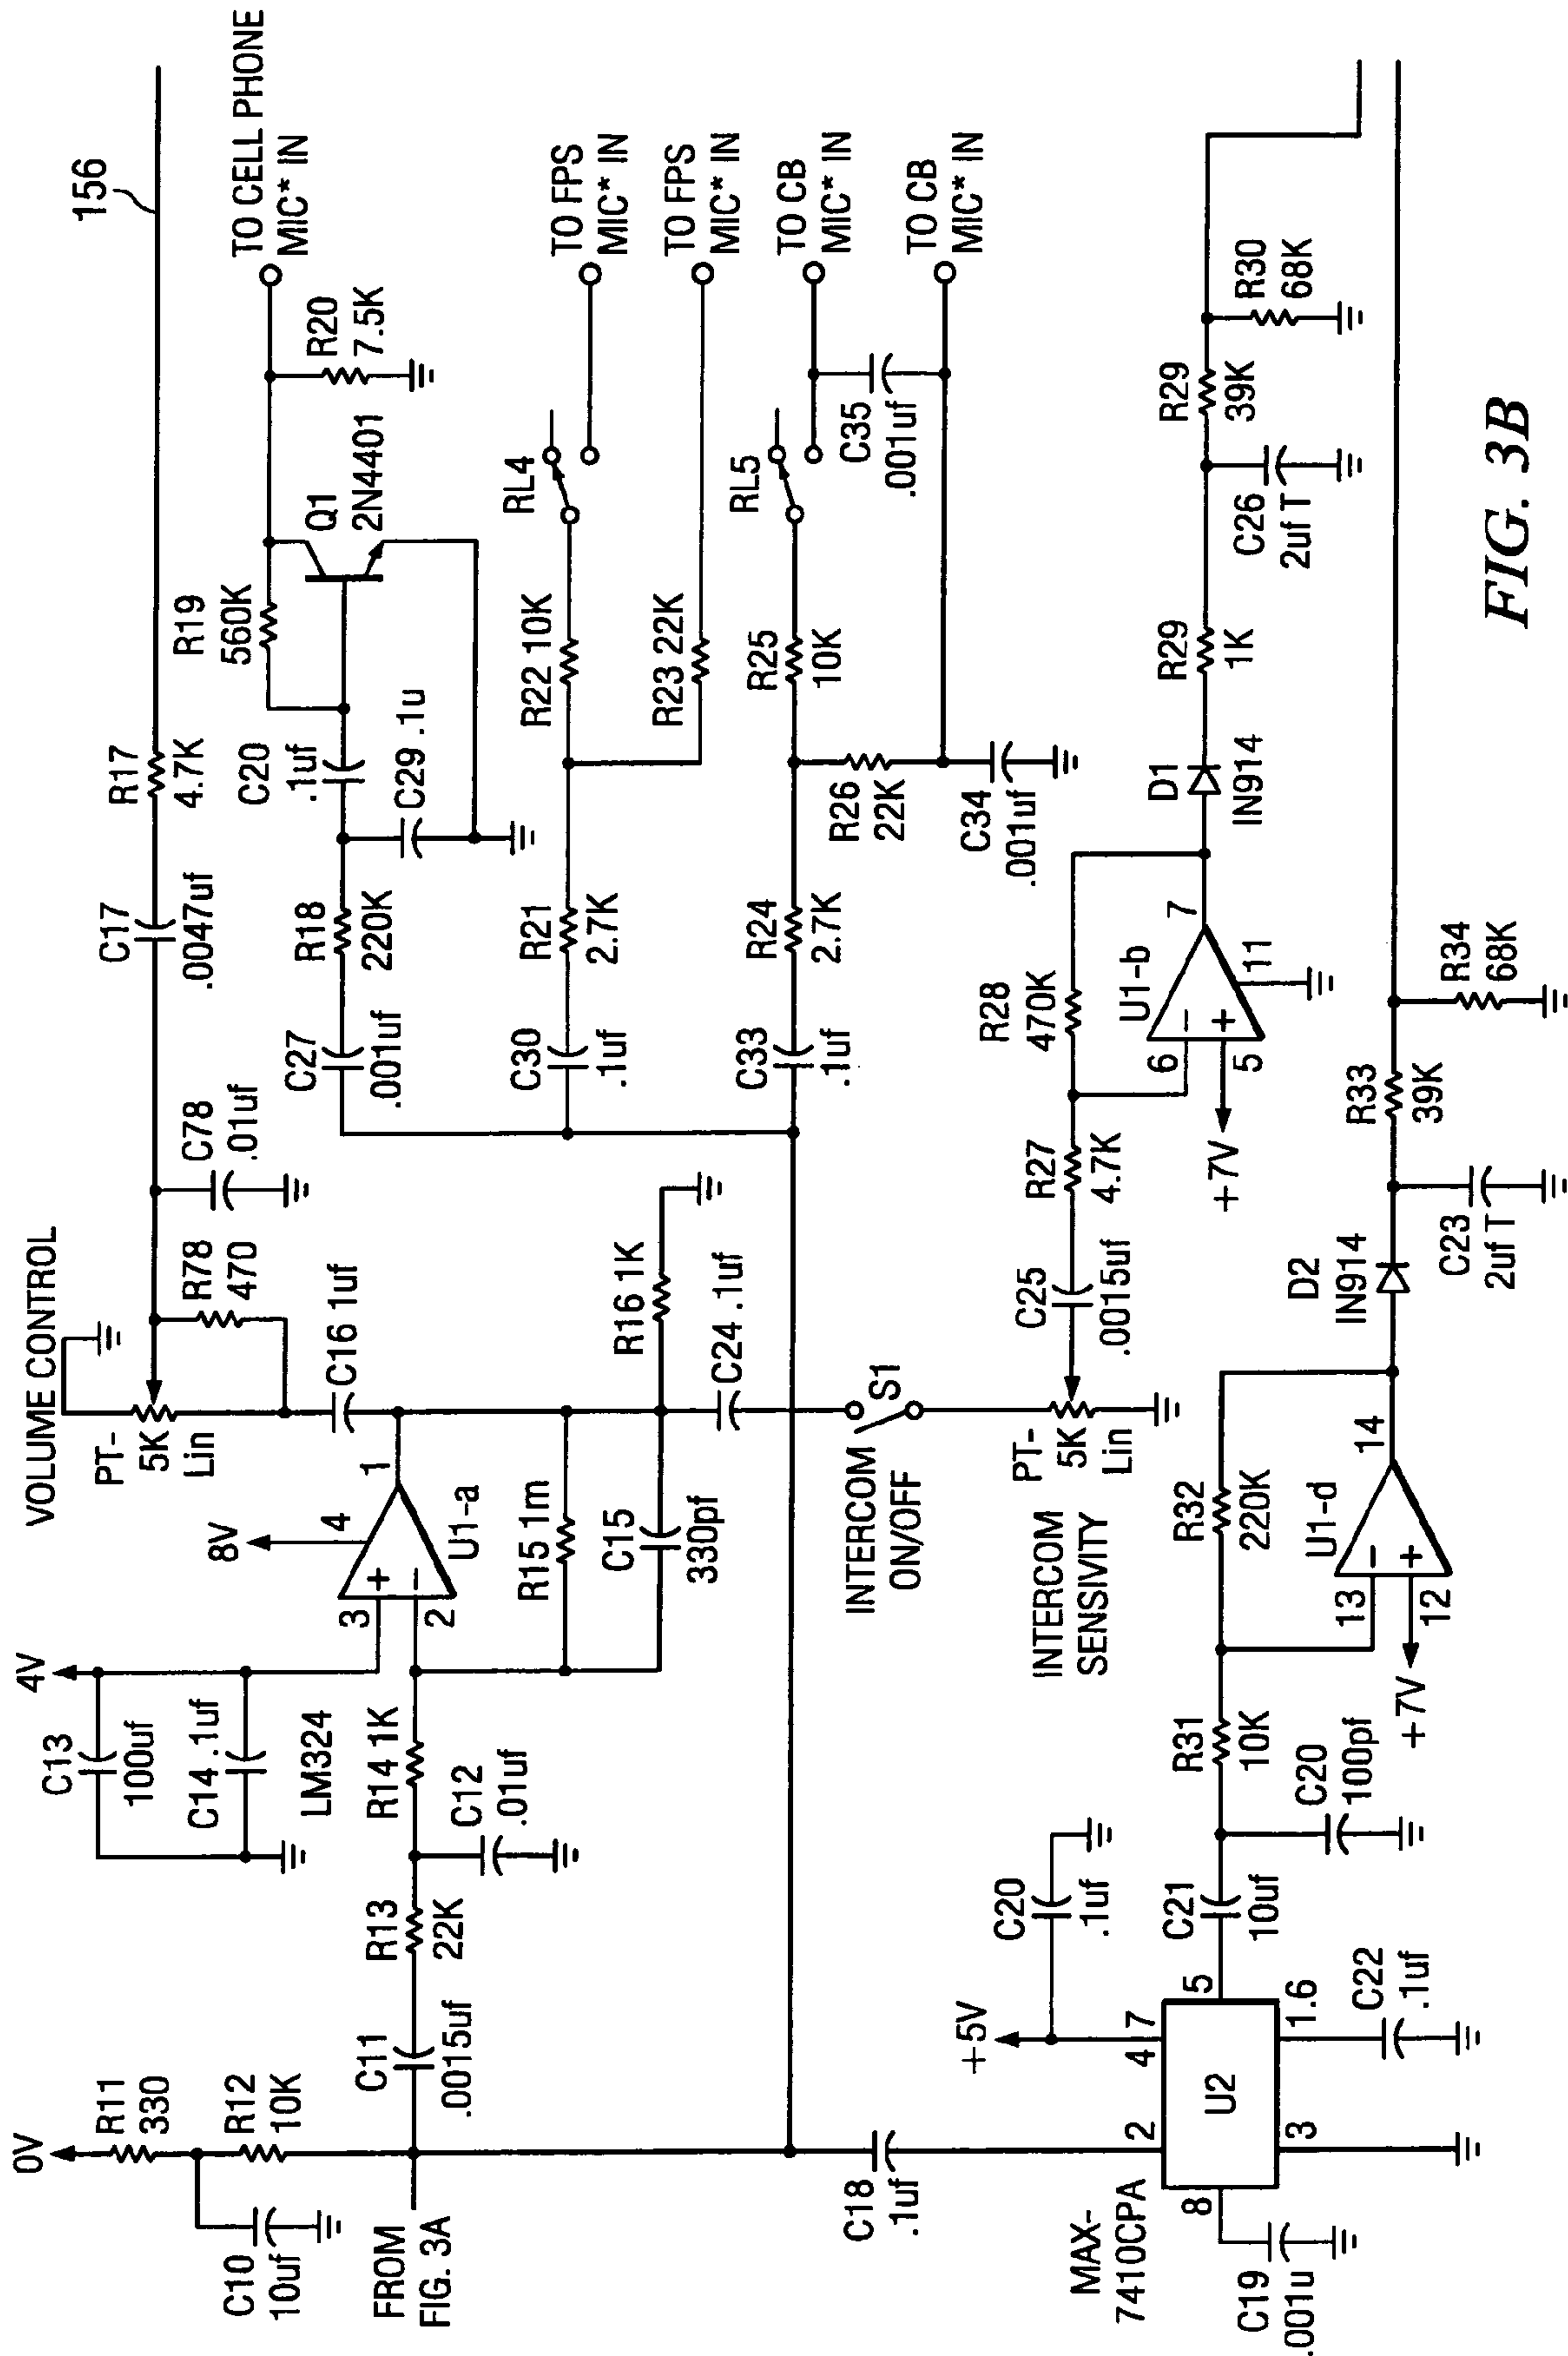 0V
R11
330
C10
10uf
R12
10K
FROM
FIG. 3A
C11
.0015uf
R13
22K
C12
.01uf
R14 1K
C13
100uf
C14 .1uf
LM324
4V
8V
3
+
2
–
4
1
U1-a
R15 1m
C15
330pf
VOLUME CONTROL
PT-
5K
Lin
C16 1uf
R78
470
C78
.01uf
R16 1K
C24 .1uf
C17
.0047uf
R17
4.7K
156
C27
.001uf
R18
220K
C20
.1uf
C29 .1u
R19
560K
Q1
2N4401
R20
7.5K
TO CELL PHONE
MIC* IN
C30
.1uf
R21
2.7K
R22 10K
R23 22K
RL4
TO FPS
MIC* IN
TO FPS
MIC* IN
C33
.1uf
R24
2.7K
R25
10K
R26
22K
C34
.001uf
RL5
C35
.001uf
TO CB
MIC* IN
TO CB
MIC* IN
INTERCOM
ON/OFF
S1
INTERCOM
SENSIVITY
PT-
5K
Lin
C25
.0015uf
R27
4.7K
R28
470K
6
–
5
+
+7V
U1-b
7
11
D1
IN914
R29
1K
C26
2uf T
R29
39K
R30
68K
C18
.1uf
MAX-
7410CPA
2
4
7
+5V
C20
.1uf
U2
8
C19
.001u
3
1.6
C22
.1uf
5
C21
10uf
C20
100pf
R31
10K
R32
220K
13
–
12
+
+7V
U1-d
14
D2
IN914
C23
2uf T
R33
39K
R34
68K
FIG. 3B